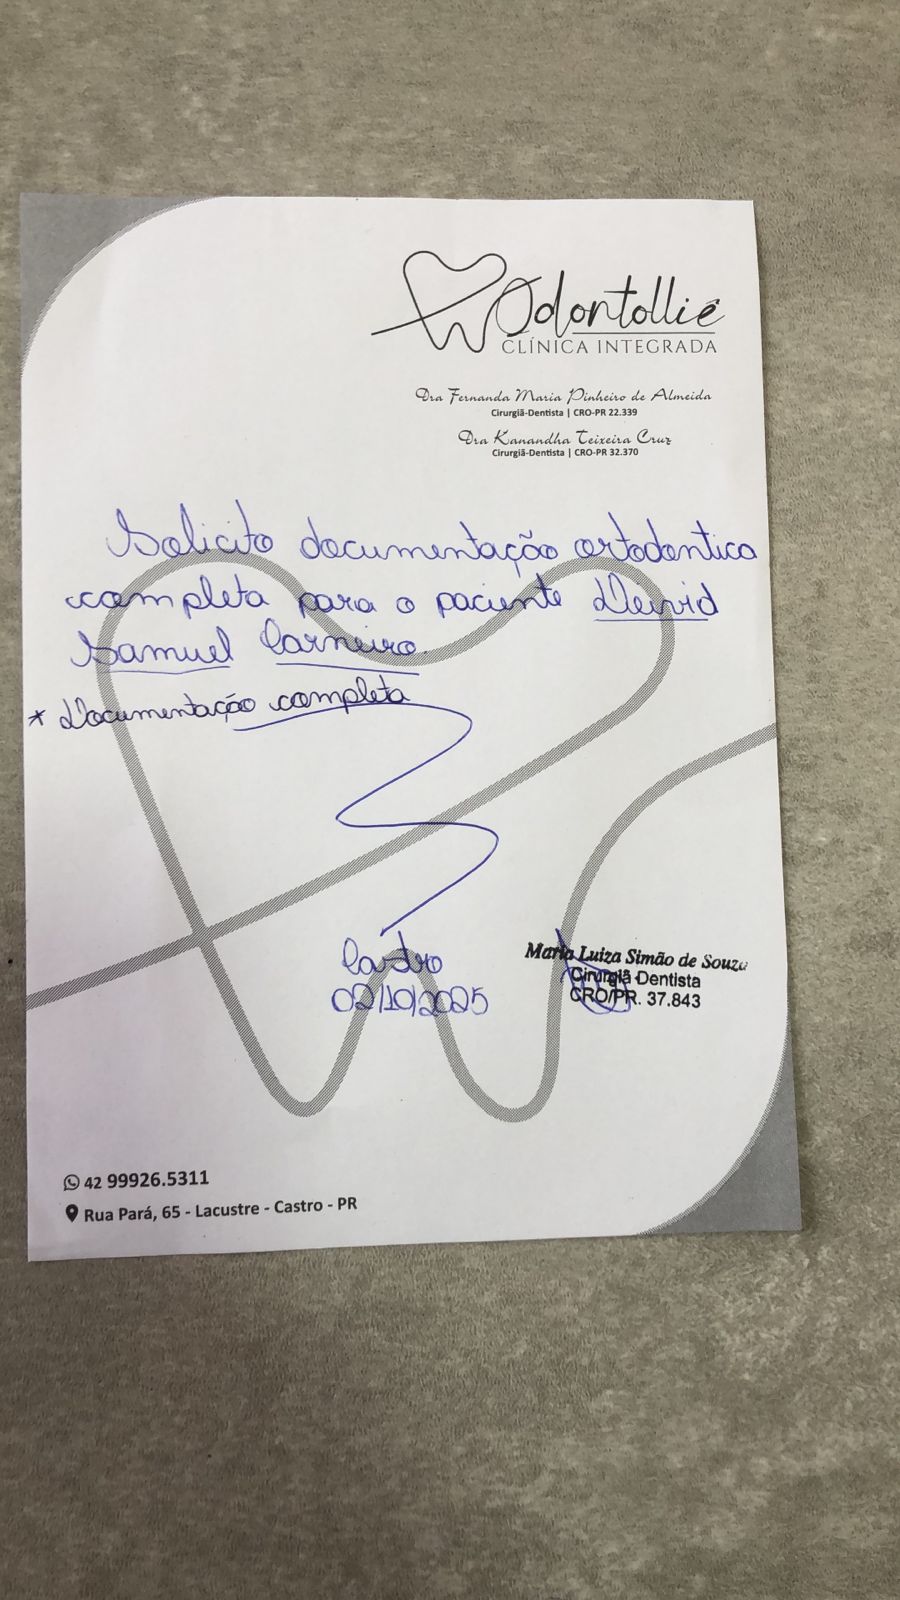 Odontolliê
CLÍNICA INTEGRADA
Dra Fernanda Maria Pinheiro de Almeida
Cirurgiã-Dentista | CRO-PR 22.339
Dra Kanandha Teixeira Cruz
Cirurgiã-Dentista | CRO-PR 32.370
Solicito documentação ortodontica
completa para o paciente Deivid
Samuel Carneiro.
* Documentação completa
Castro
02/10/2025
Maria Luiza Simão de Souza
Cirurgiã-Dentista
CRO/PR. 37.843
42 99926.5311
Rua Pará, 65 - Lacustre - Castro - PR